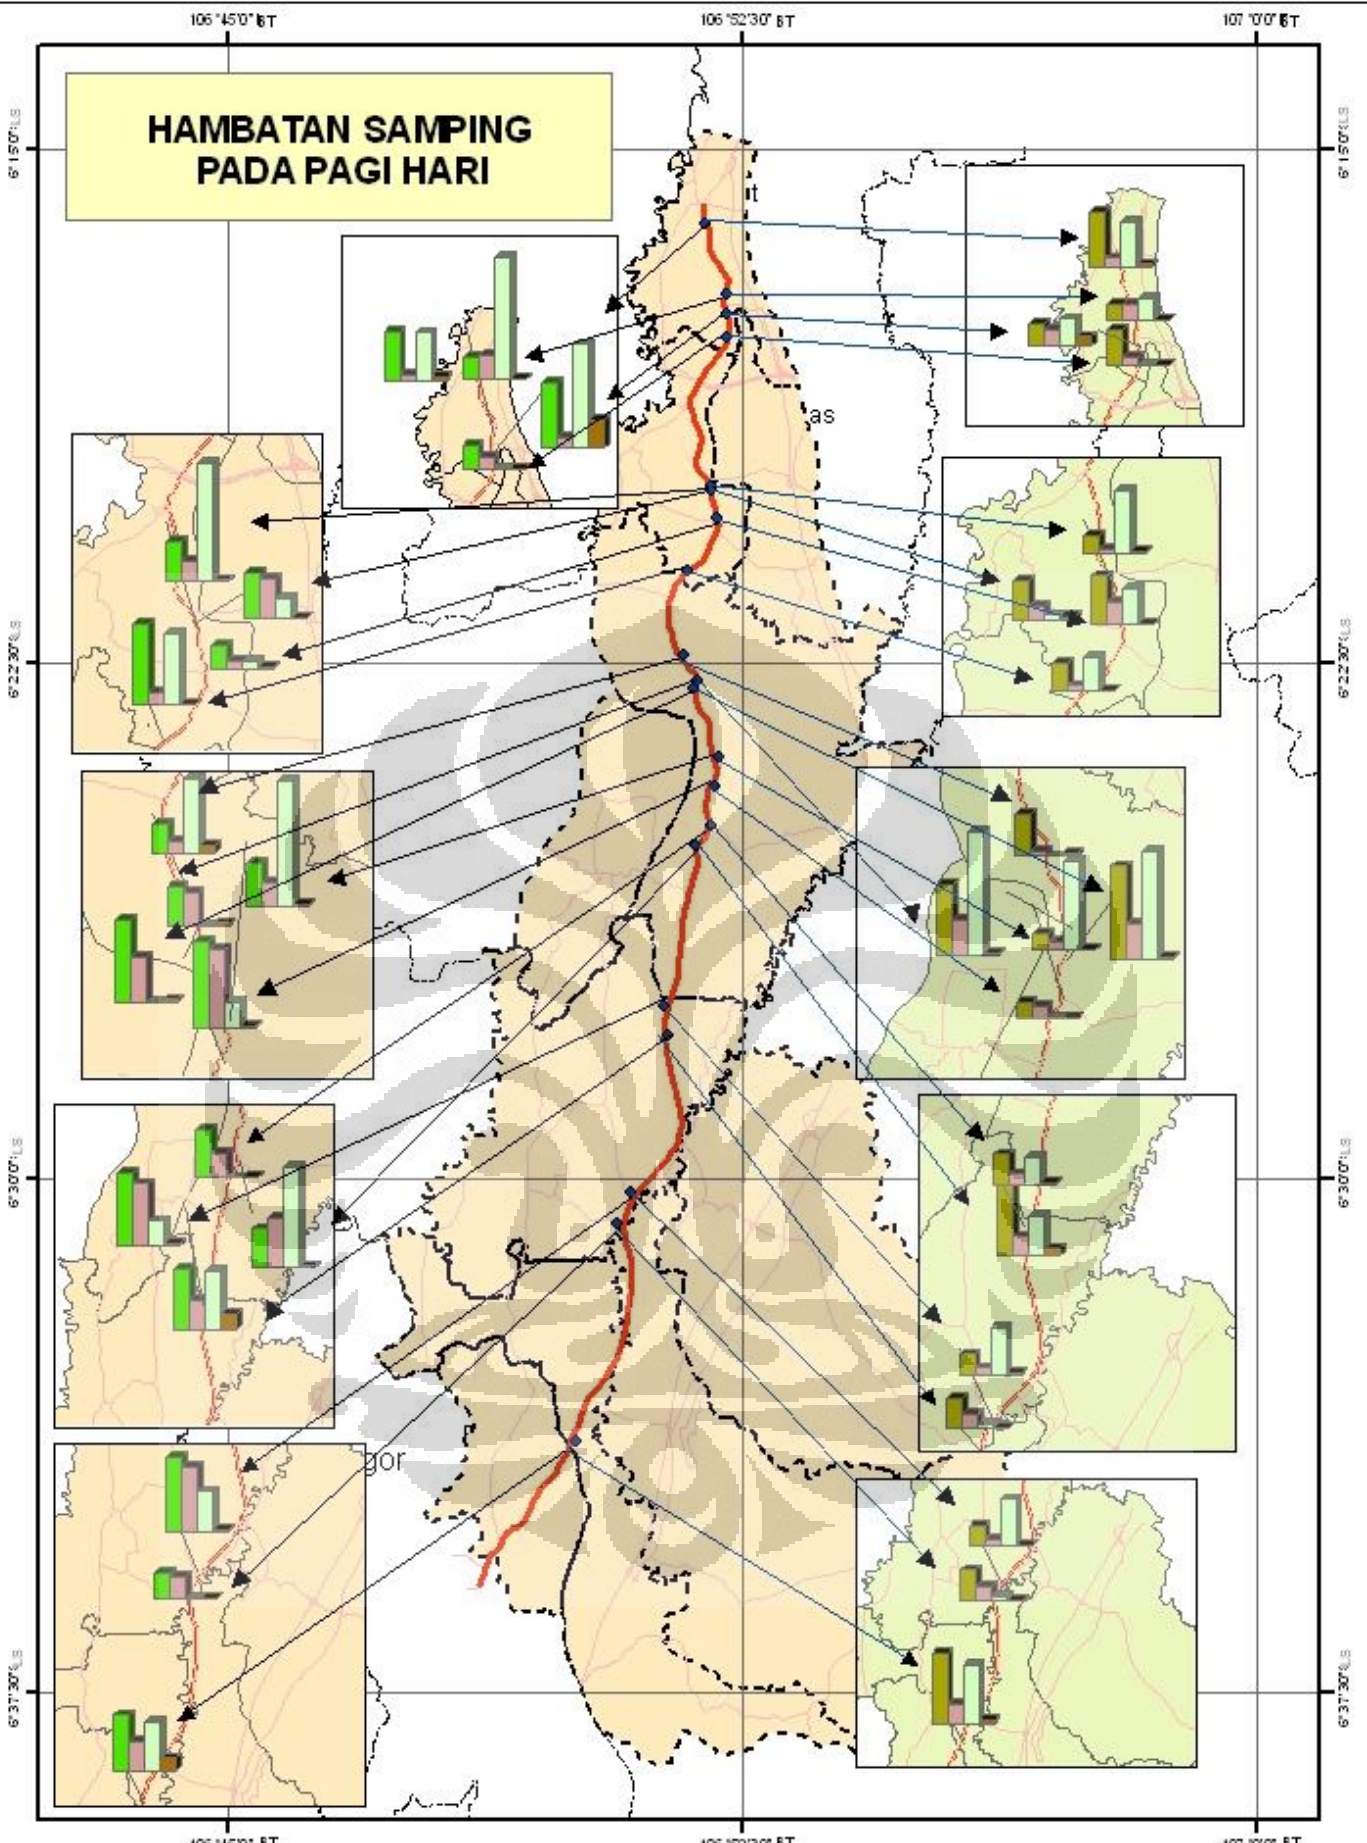 106°45'0" BT
106°52'30" BT
107°0'0" BT
HAMBATAN SAMPING
PADA PAGI HARI
6°15'0" LS
6°15'0" LS
t
as
6°22'30" LS
6°22'30" LS
6°30'0" LS
6°30'0" LS
gor
6°37'30" LS
6°37'30" LS